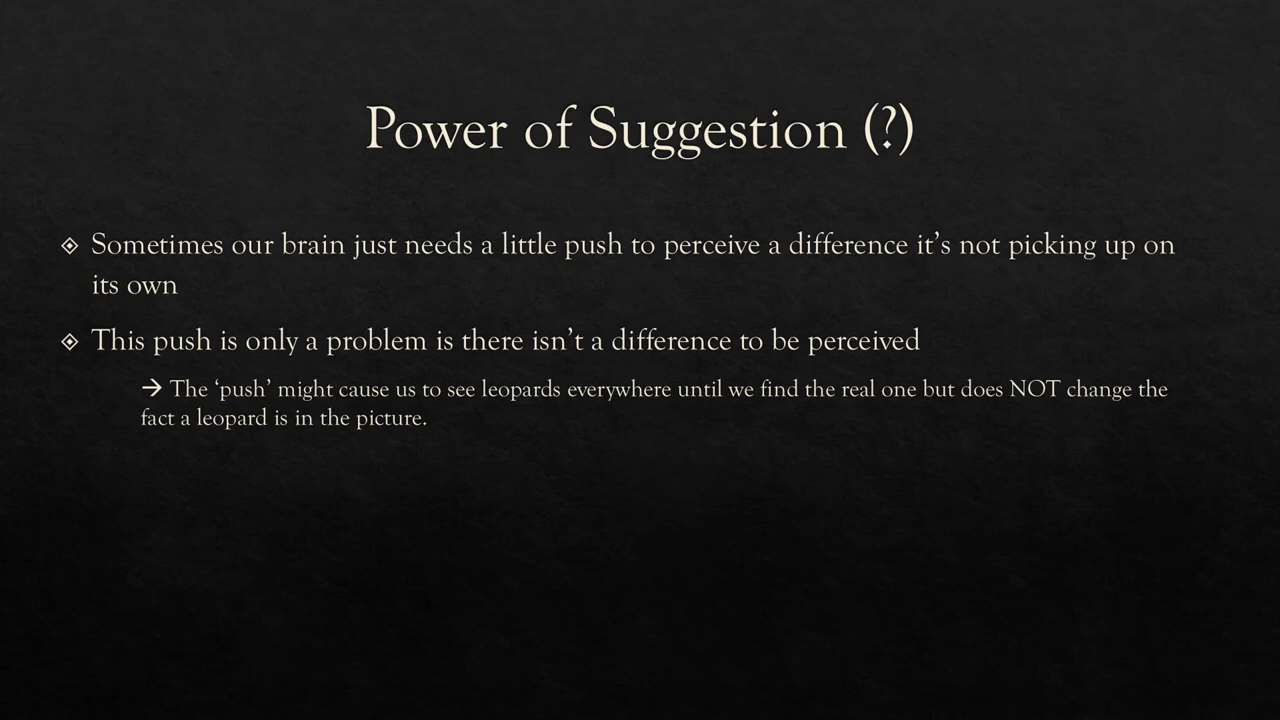 Power of Suggestion (?)
Sometimes our brain just needs a little push to perceive a difference it’s not picking up on
its own
This push is only a problem is there isn’t a difference to be perceived
→ The ‘push’ might cause us to see leopards everywhere until we find the real one but does NOT change the
fact a leopard is in the picture.